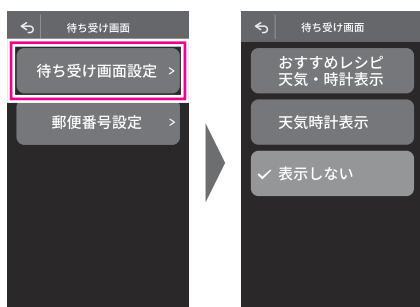 待ち受け画面
待ち受け画面設定
郵便番号設定
待ち受け画面
おすすめレシピ
天気・時計表示
天気時計表示
表示しない